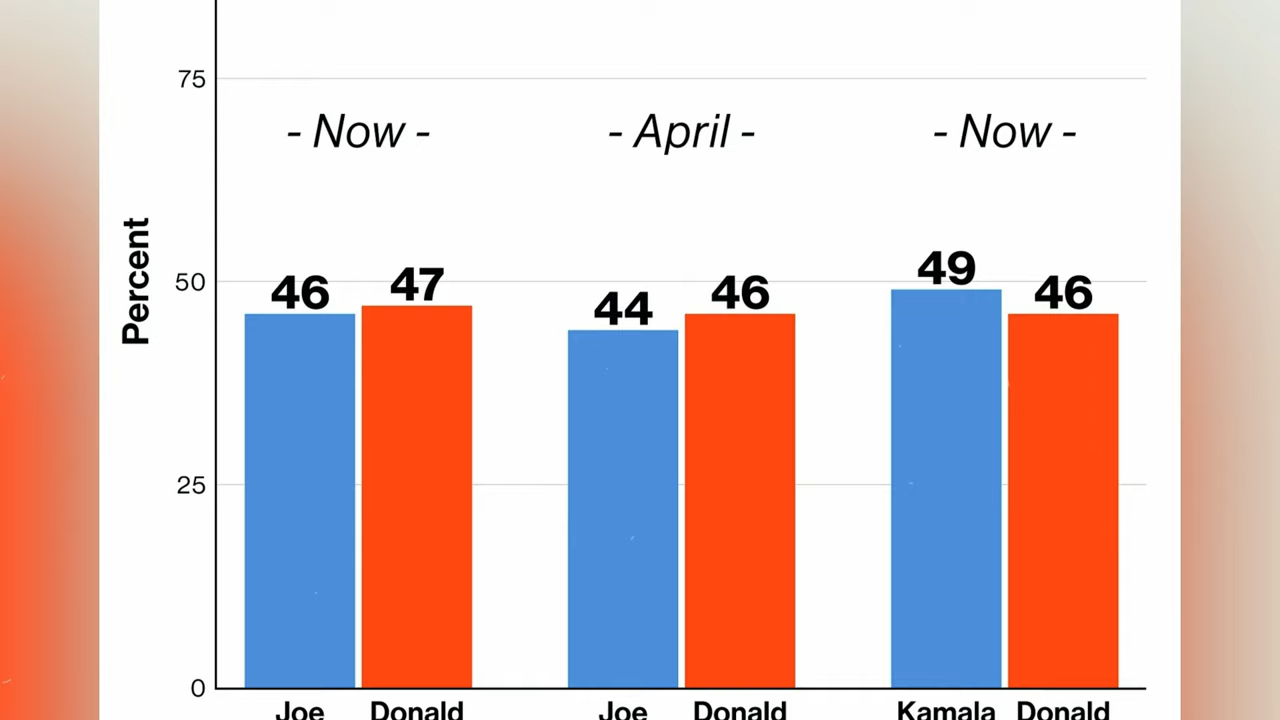 75
- Now -
- April -
- Now -
Percent
50
46
47
44
46
49
46
25
0
Joe
Donald
Joe
Donald
Kamala
Donald